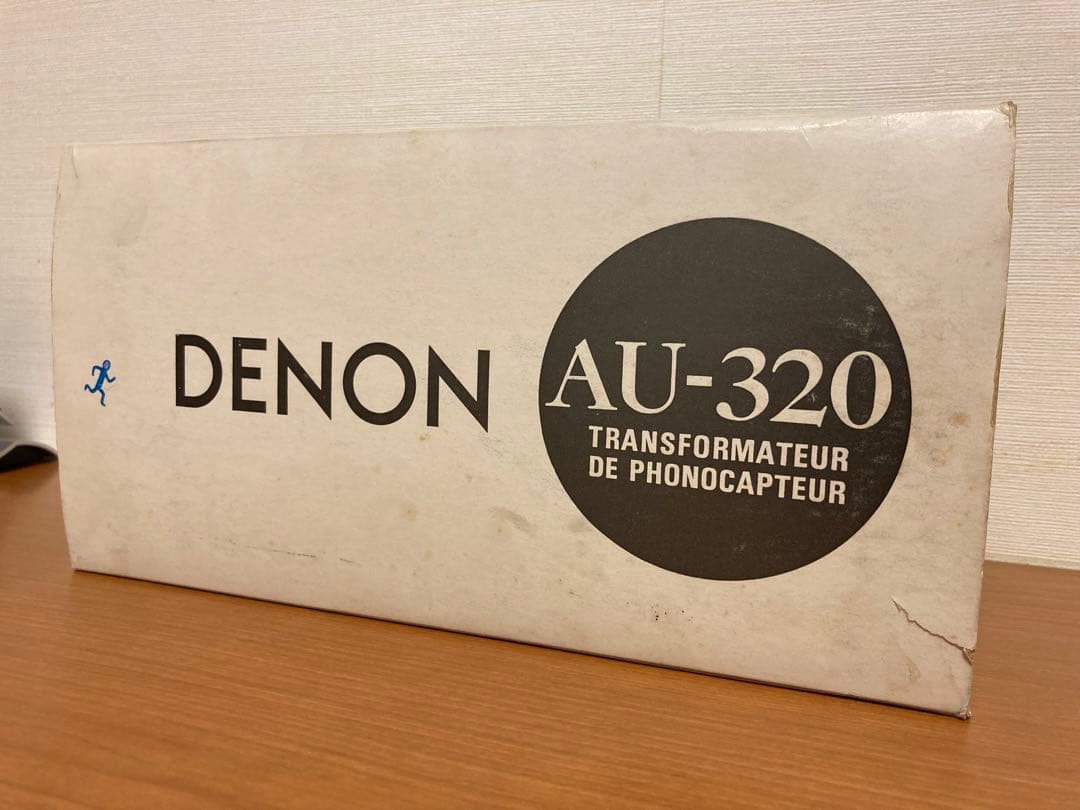 DENON
AU-320
TRANSFORMATEUR
DE PHONOCAPTEUR